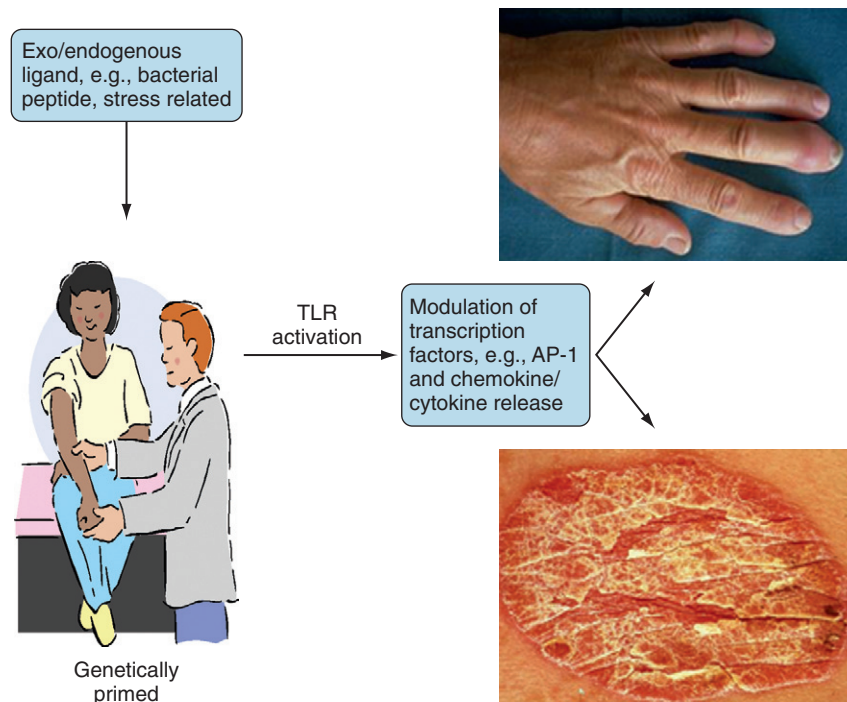 Exo/endogenous
ligand, e.g., bacterial
peptide, stress related
TLR
activation
Modulation of
transcription
factors, e.g., AP-1
and chemokine/
cytokine release
Genetically
primed